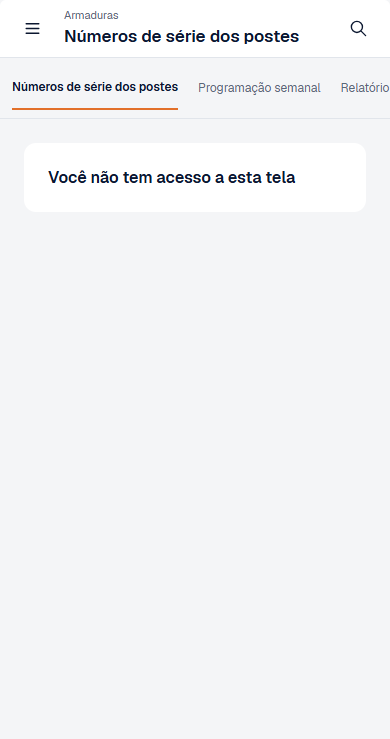 Armaduras
Números de série dos postes
Números de série dos postes
Programação semanal
Relatório
Você não tem acesso a esta tela